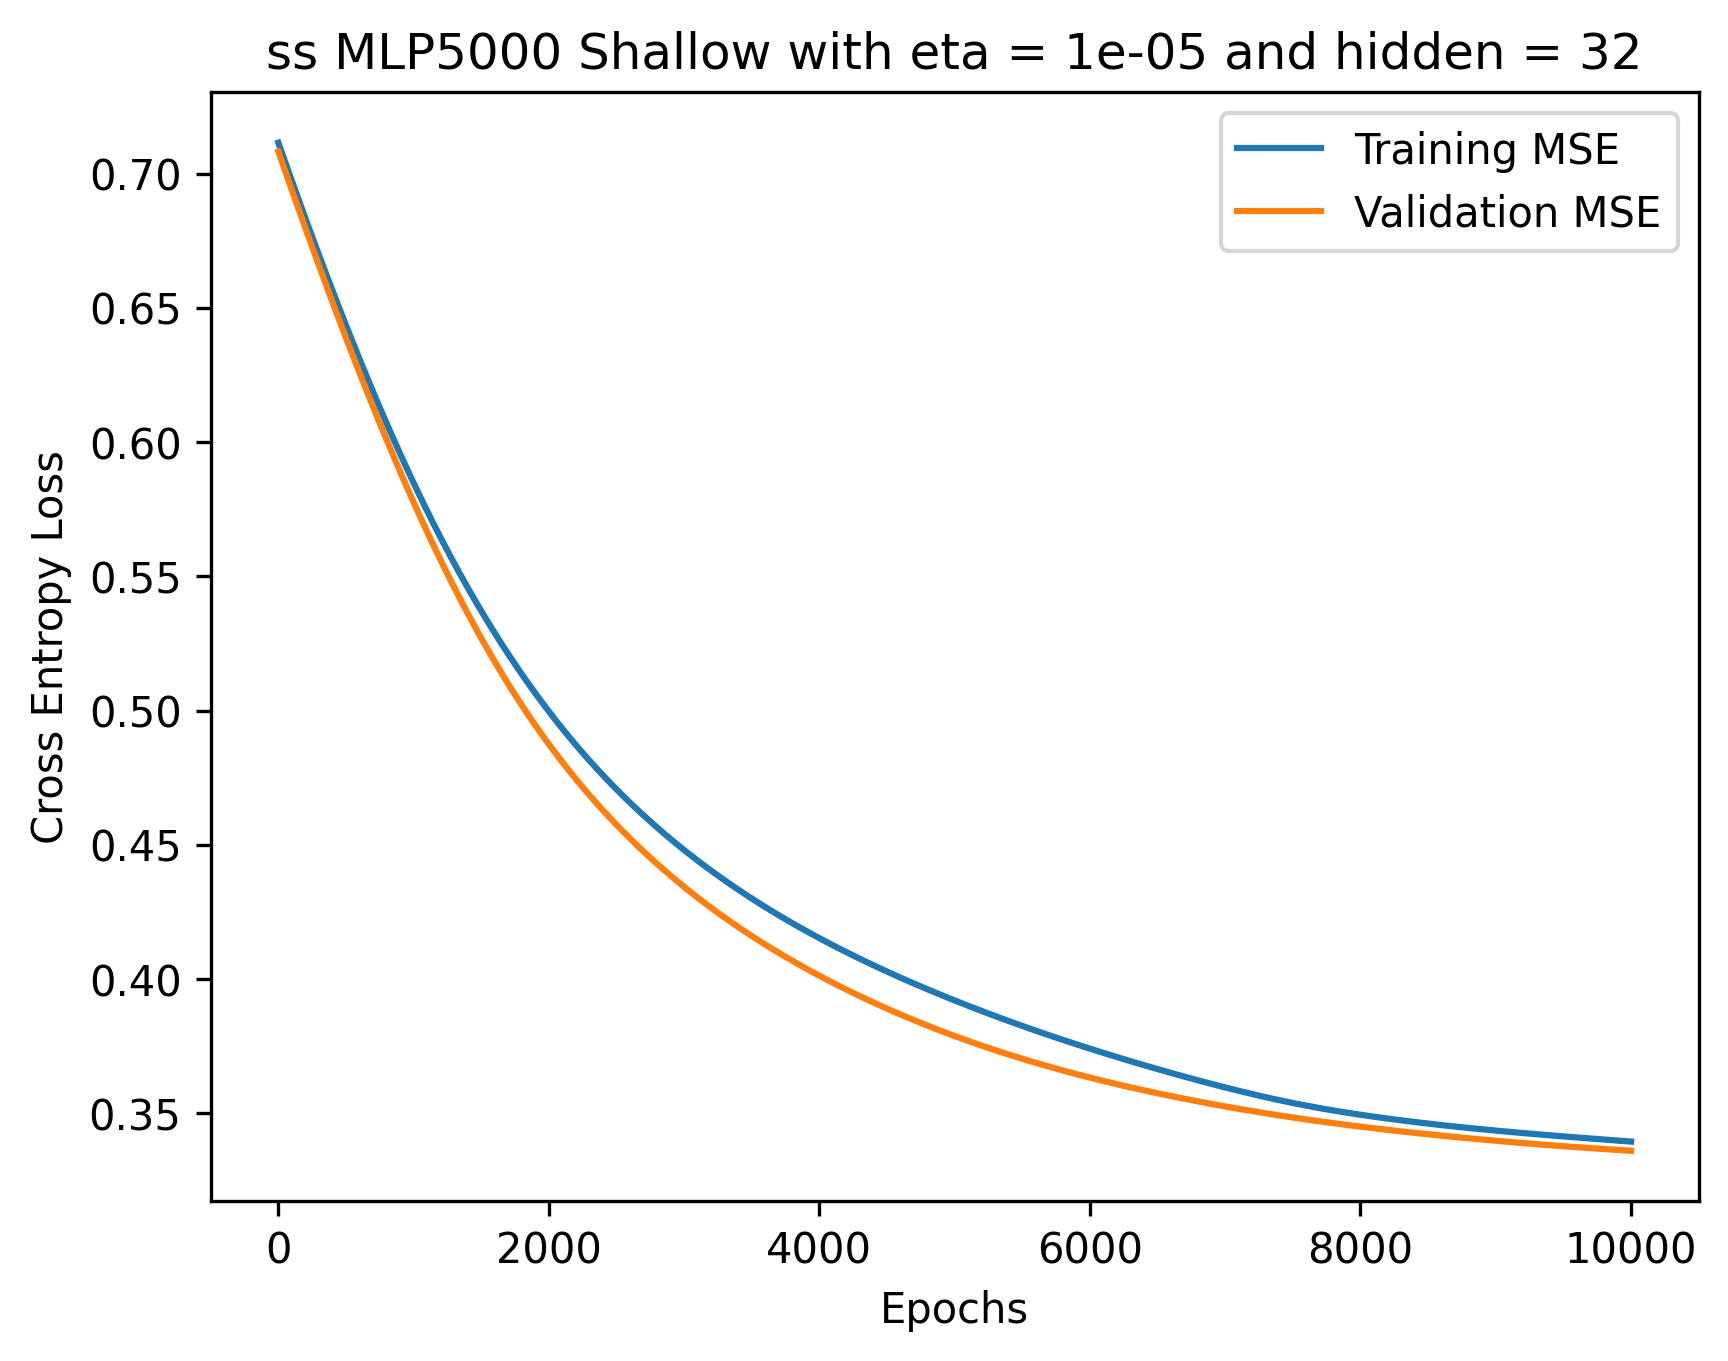 ss MLP5000 Shallow with eta = 1e-05 and hidden = 32
Training MSE
Validation MSE
Cross Entropy Loss
0.70
0.65
0.60
0.55
0.50
0.45
0.40
0.35
0
2000
4000
6000
8000
10000
Epochs